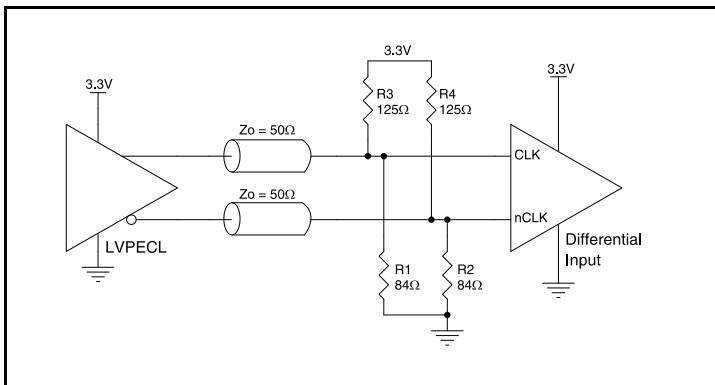 3.3V
3.3V
3.3V
R3
125Ω
R4
125Ω
Zo = 50Ω
CLK
Zo = 50Ω
nCLK
LVPECL
Differential
Input
R1
84Ω
R2
84Ω